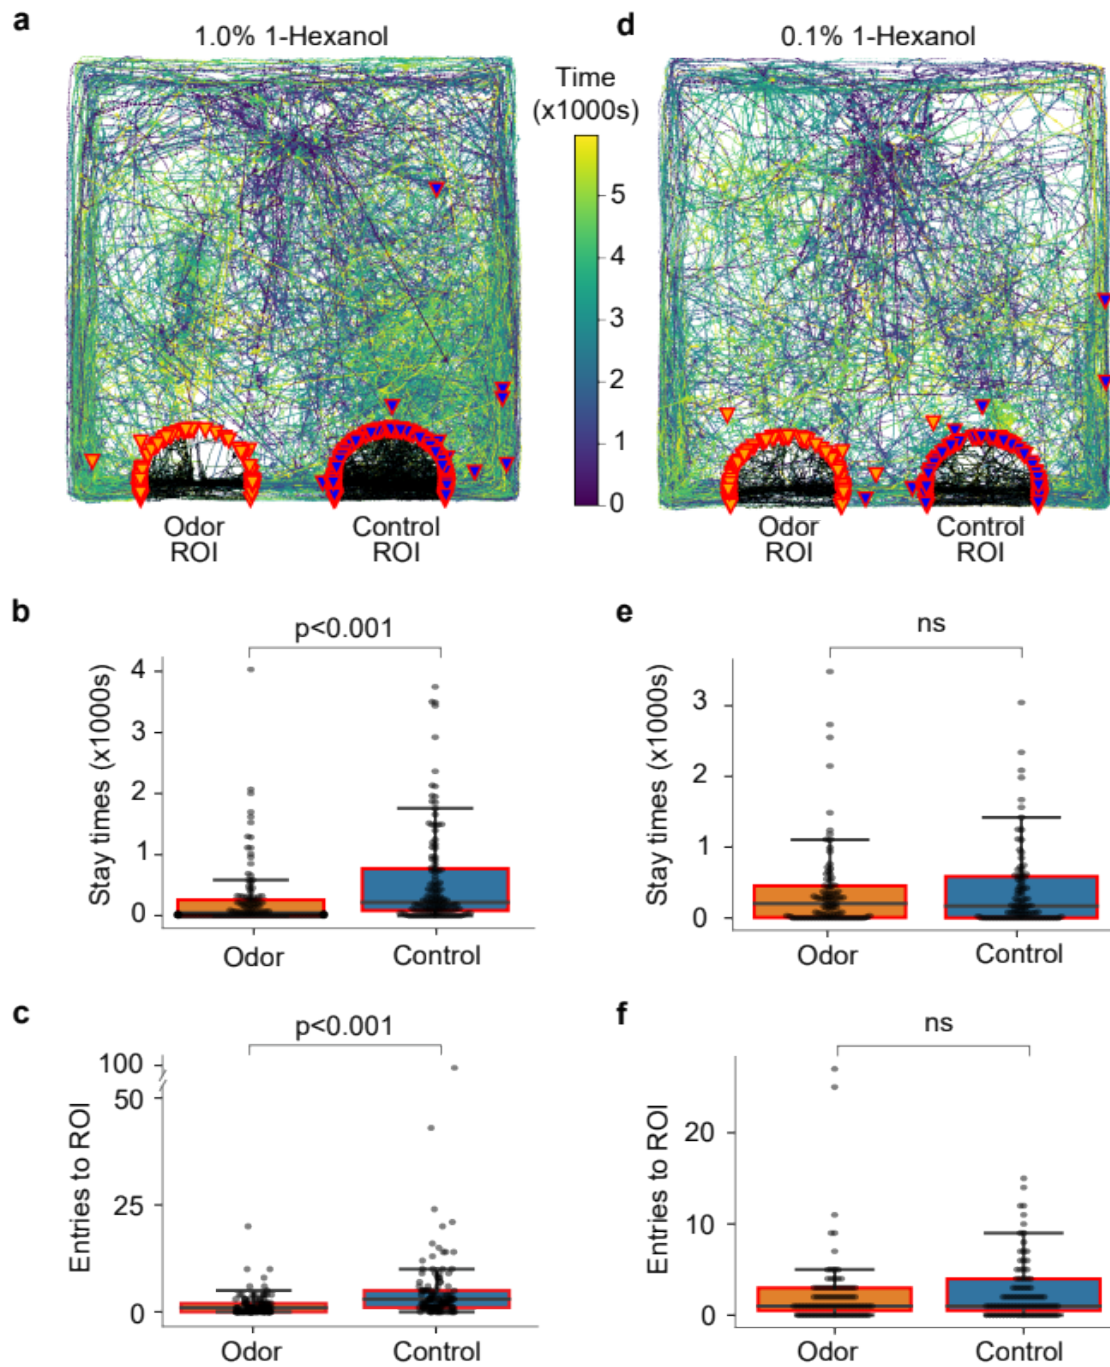 a
1.0% 1-Hexanol
Time
(x1000s)
5
4
3
2
1
0
Odor
ROI
Control
ROI
d
0.1% 1-Hexanol
Odor
ROI
Control
ROI
b
p<0.001
Stay times (x1000s)
4
3
2
1
0
Odor
Control
e
ns
Stay times (x1000s)
3
2
1
0
Odor
Control
c
p<0.001
Entries to ROI
100
50
25
0
Odor
Control
f
ns
Entries to ROI
20
10
0
Odor
Control